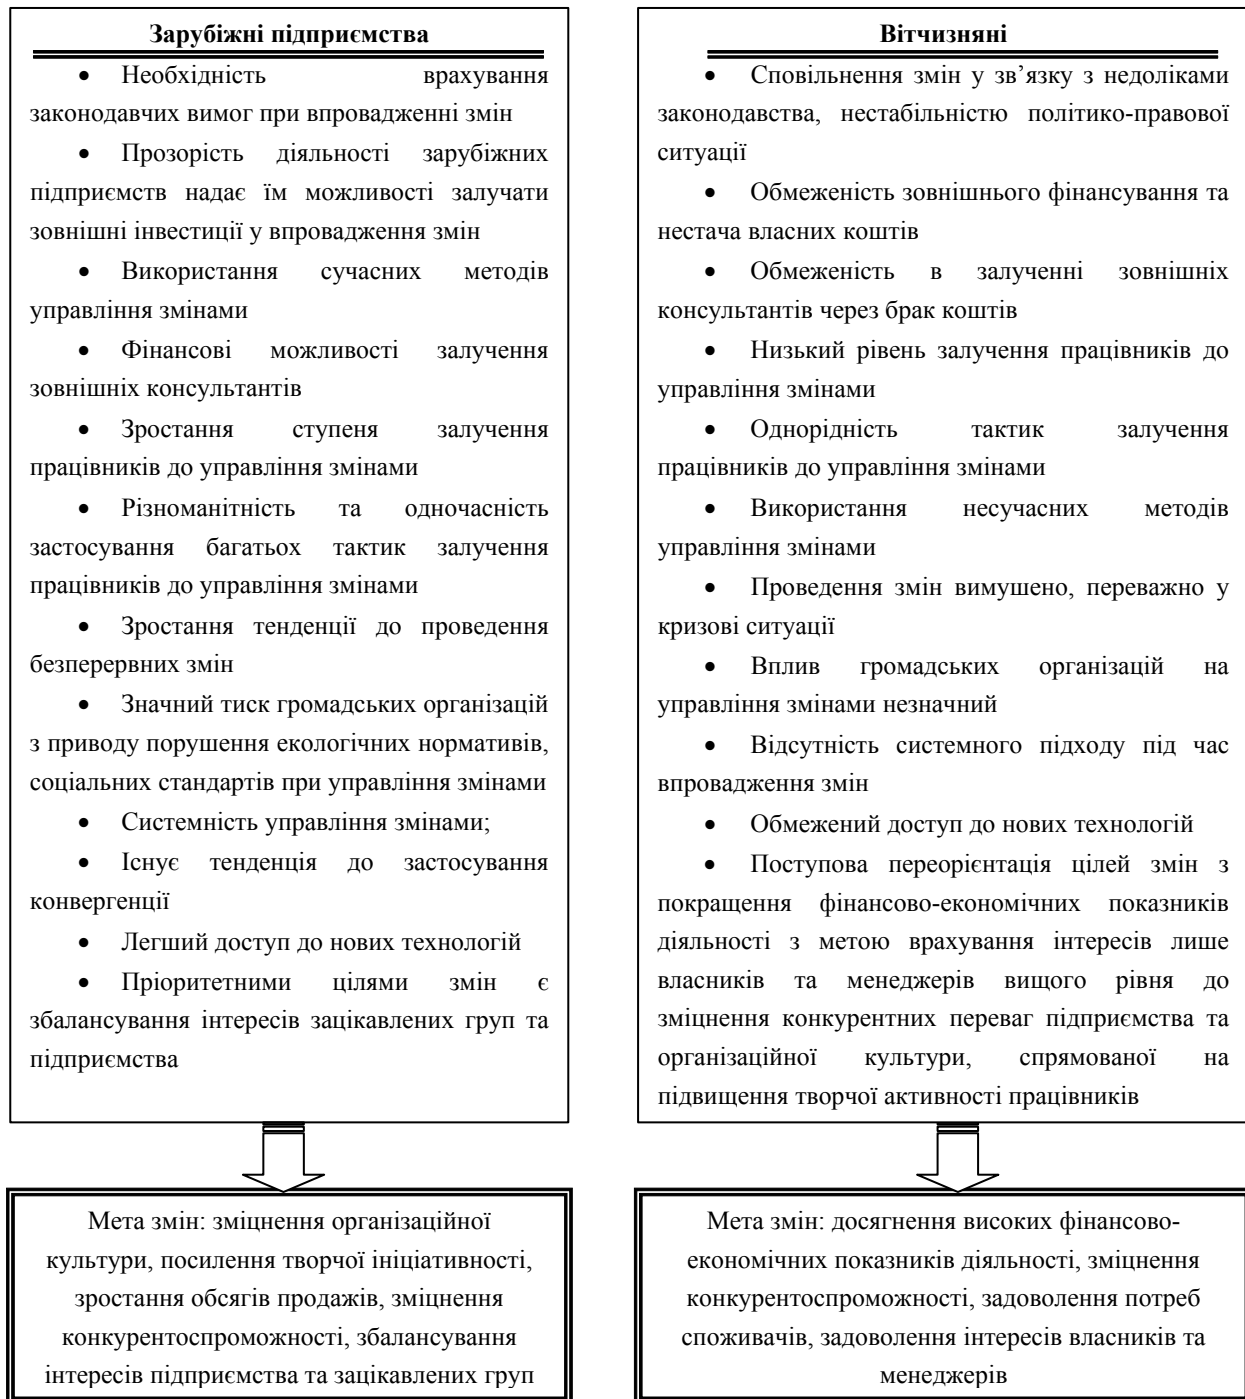 Зарубіжні підприємства
• Необхідність врахування
законодавчих вимог при впровадженні змін
• Прозорість діяльності зарубіжних
підприємств надає їм можливості залучати
зовнішні інвестиції у впровадження змін
• Використання сучасних методів
управління змінами
• Фінансові можливості залучення
зовнішніх консультантів
• Зростання ступеня залучення
працівників до управління змінами
• Різноманітність та одночасність
застосування багатьох тактик залучення
працівників до управління змінами
• Зростання тенденції до проведення
безперервних змін
• Значний тиск громадських організацій
з приводу порушення екологічних нормативів,
соціальних стандартів при управління змінами
• Системність управління змінами;
• Існує тенденція до застосування
конвергенції
• Легший доступ до нових технологій
• Пріоритетними цілями змін є
збалансування інтересів зацікавлених груп та
підприємства
Мета змін: зміцнення організаційної
культури, посилення творчої ініціативності,
зростання обсягів продажів, зміцнення
конкурентоспроможності, збалансування
інтересів підприємства та зацікавлених груп
Вітчизняні
• Сповільнення змін у зв’язку з недоліками
законодавства, нестабільністю політико-правової
ситуації
• Обмеженість зовнішнього фінансування та
нестача власних коштів
• Обмеженість в залученні зовнішніх
консультантів через брак коштів
• Низький рівень залучення працівників до
управління змінами
• Однорідність тактик залучення
працівників до управління змінами
• Використання несучасних методів
управління змінами
• Проведення змін вимушено, переважно у
кризові ситуації
• Вплив громадських організацій на
управління змінами незначний
• Відсутність системного підходу під час
впровадження змін
• Обмежений доступ до нових технологій
• Поступова переорієнтація цілей змін з
покращення фінансово-економічних показників
діяльності з метою врахування інтересів лише
власників та менеджерів вищого рівня до
зміцнення конкурентних переваг підприємства та
організаційної культури, спрямованої на
підвищення творчої активності працівників
Мета змін: досягнення високих фінансово-
економічних показників діяльності, зміцнення
конкурентоспроможності, задоволення потреб
споживачів, задоволення інтересів власників та
менеджерів